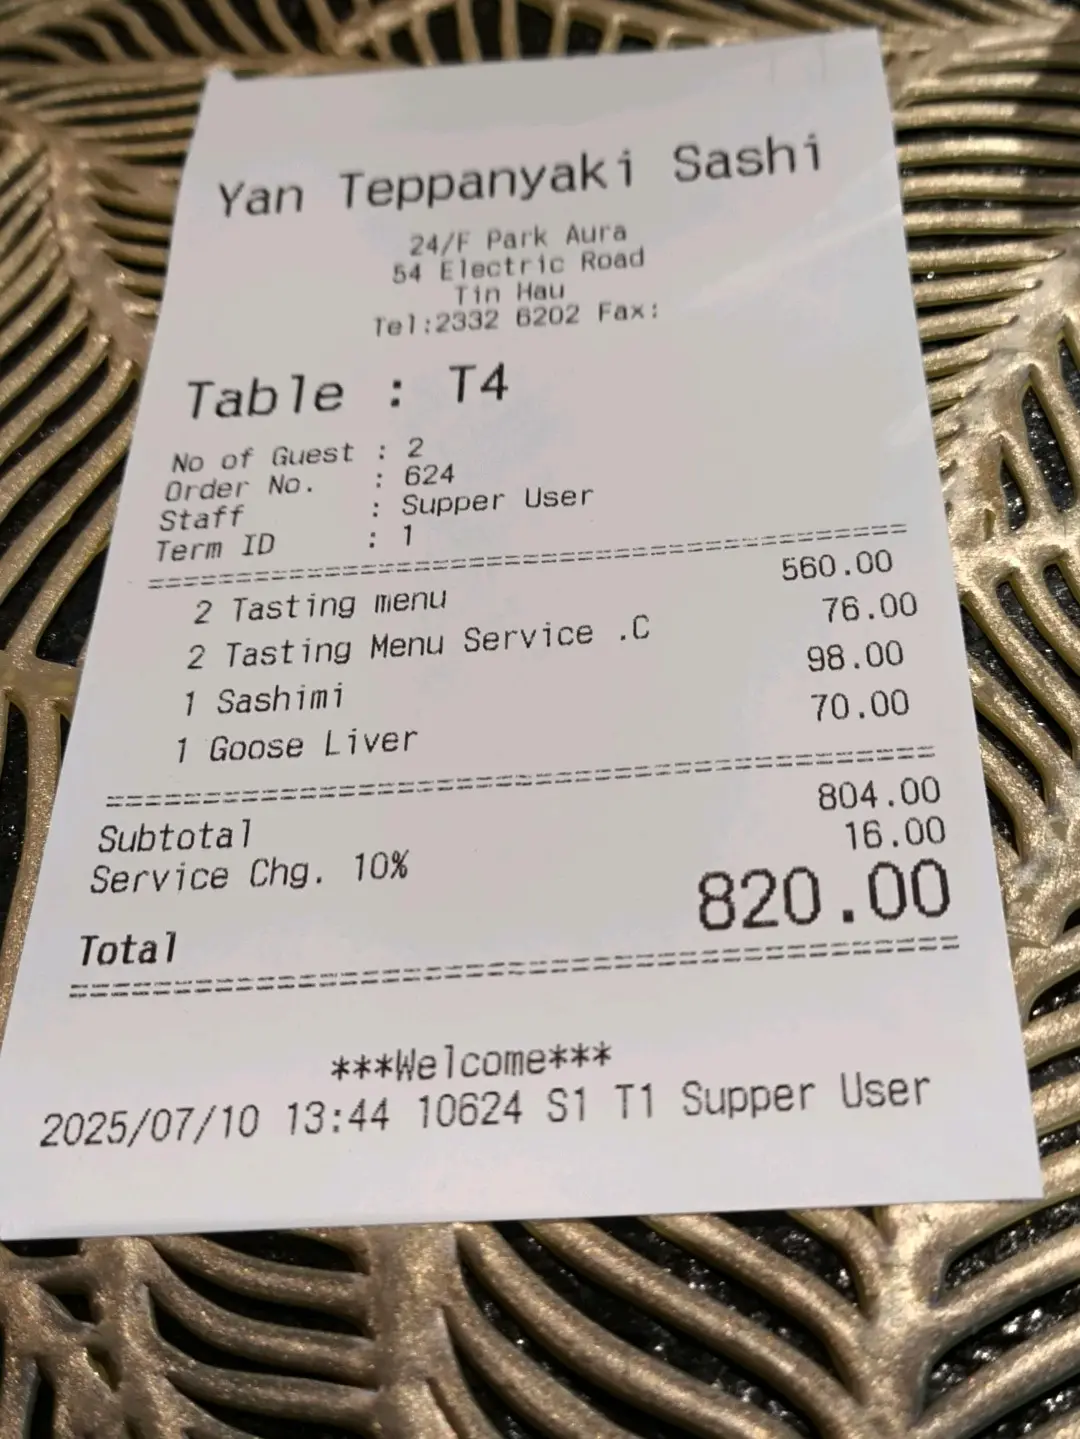 Yan Teppanyaki Sashi
24/F Park Aura
54 Electric Road
Tin Hau
Tel:2332 6202 Fax:
Table : T4
No of Guest : 2
Order No. : 624
Staff : Supper User
Term ID : 1
2 Tasting menu 560.00
2 Tasting Menu Service .C 76.00
1 Sashimi 98.00
1 Goose Liver 70.00
Subtotal 804.00
Service Chg. 10% 16.00
Total 820.00
***Welcome***
2025/07/10 13:44 10624 S1 T1 Supper User